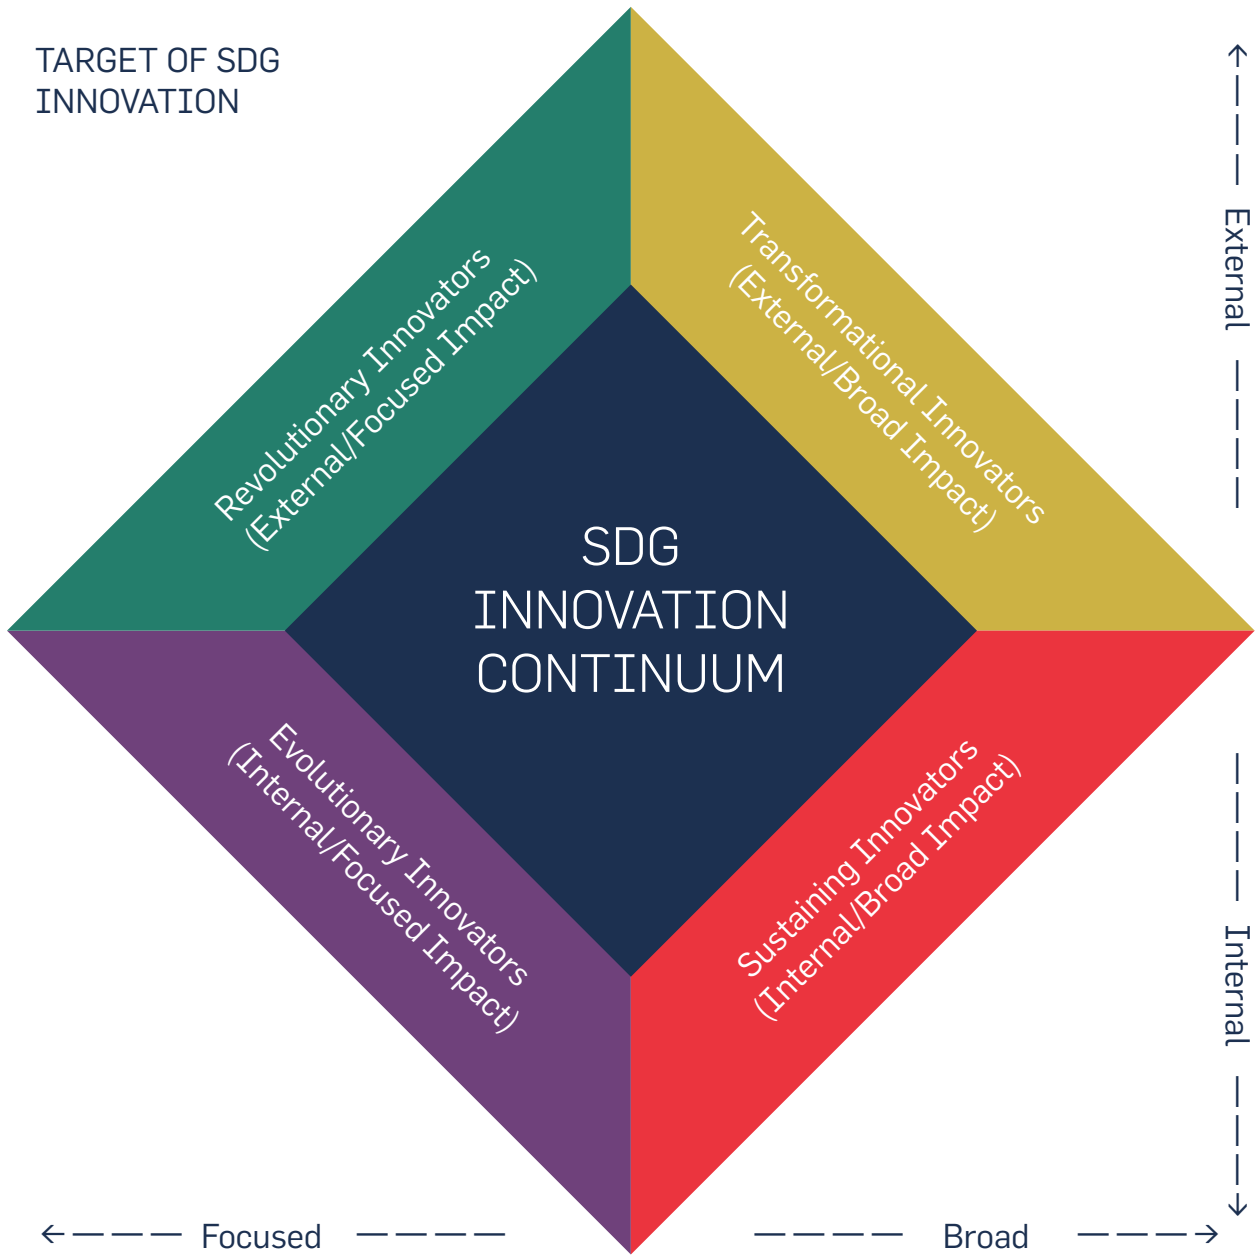 TARGET OF SDG
INNOVATION
Revolutionary Innovators
(External/Focused Impact)
Transformational Innovators
(External/Broad Impact)
External
SDG
INNOVATION
CONTINUUM
Evolutionary Innovators
(Internal/Focused Impact)
Sustaining Innovators
(Internal/Broad Impact)
Internal
Focused
Broad